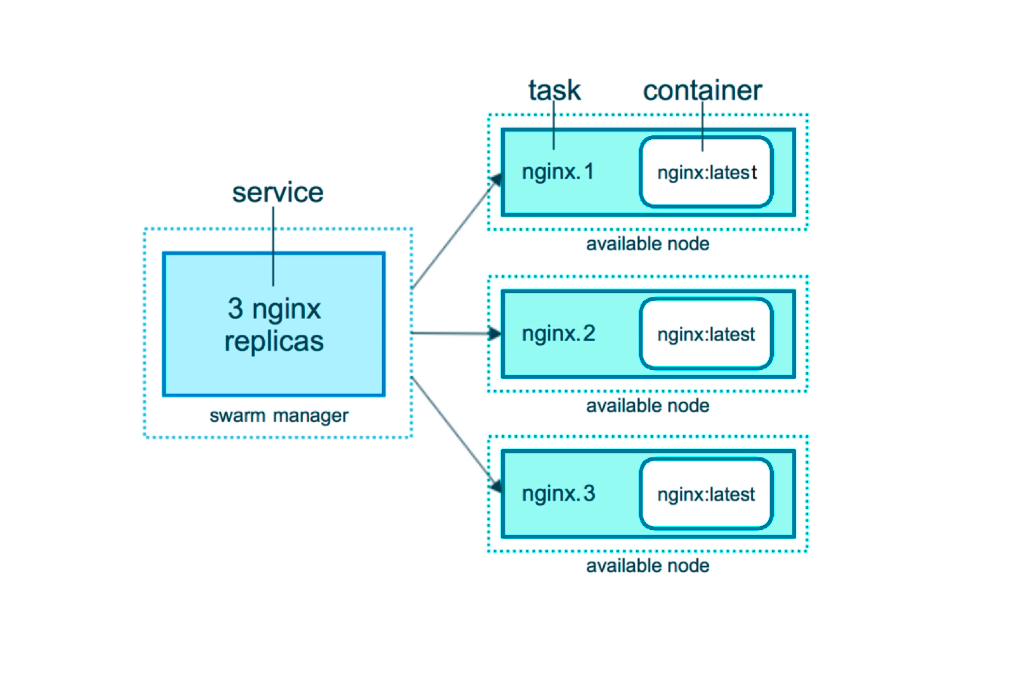 service
3 nginx
replicas
swarm manager
task
container
nginx.1
nginx:latest
available node
nginx.2
nginx:latest
available node
nginx.3
nginx:latest
available node